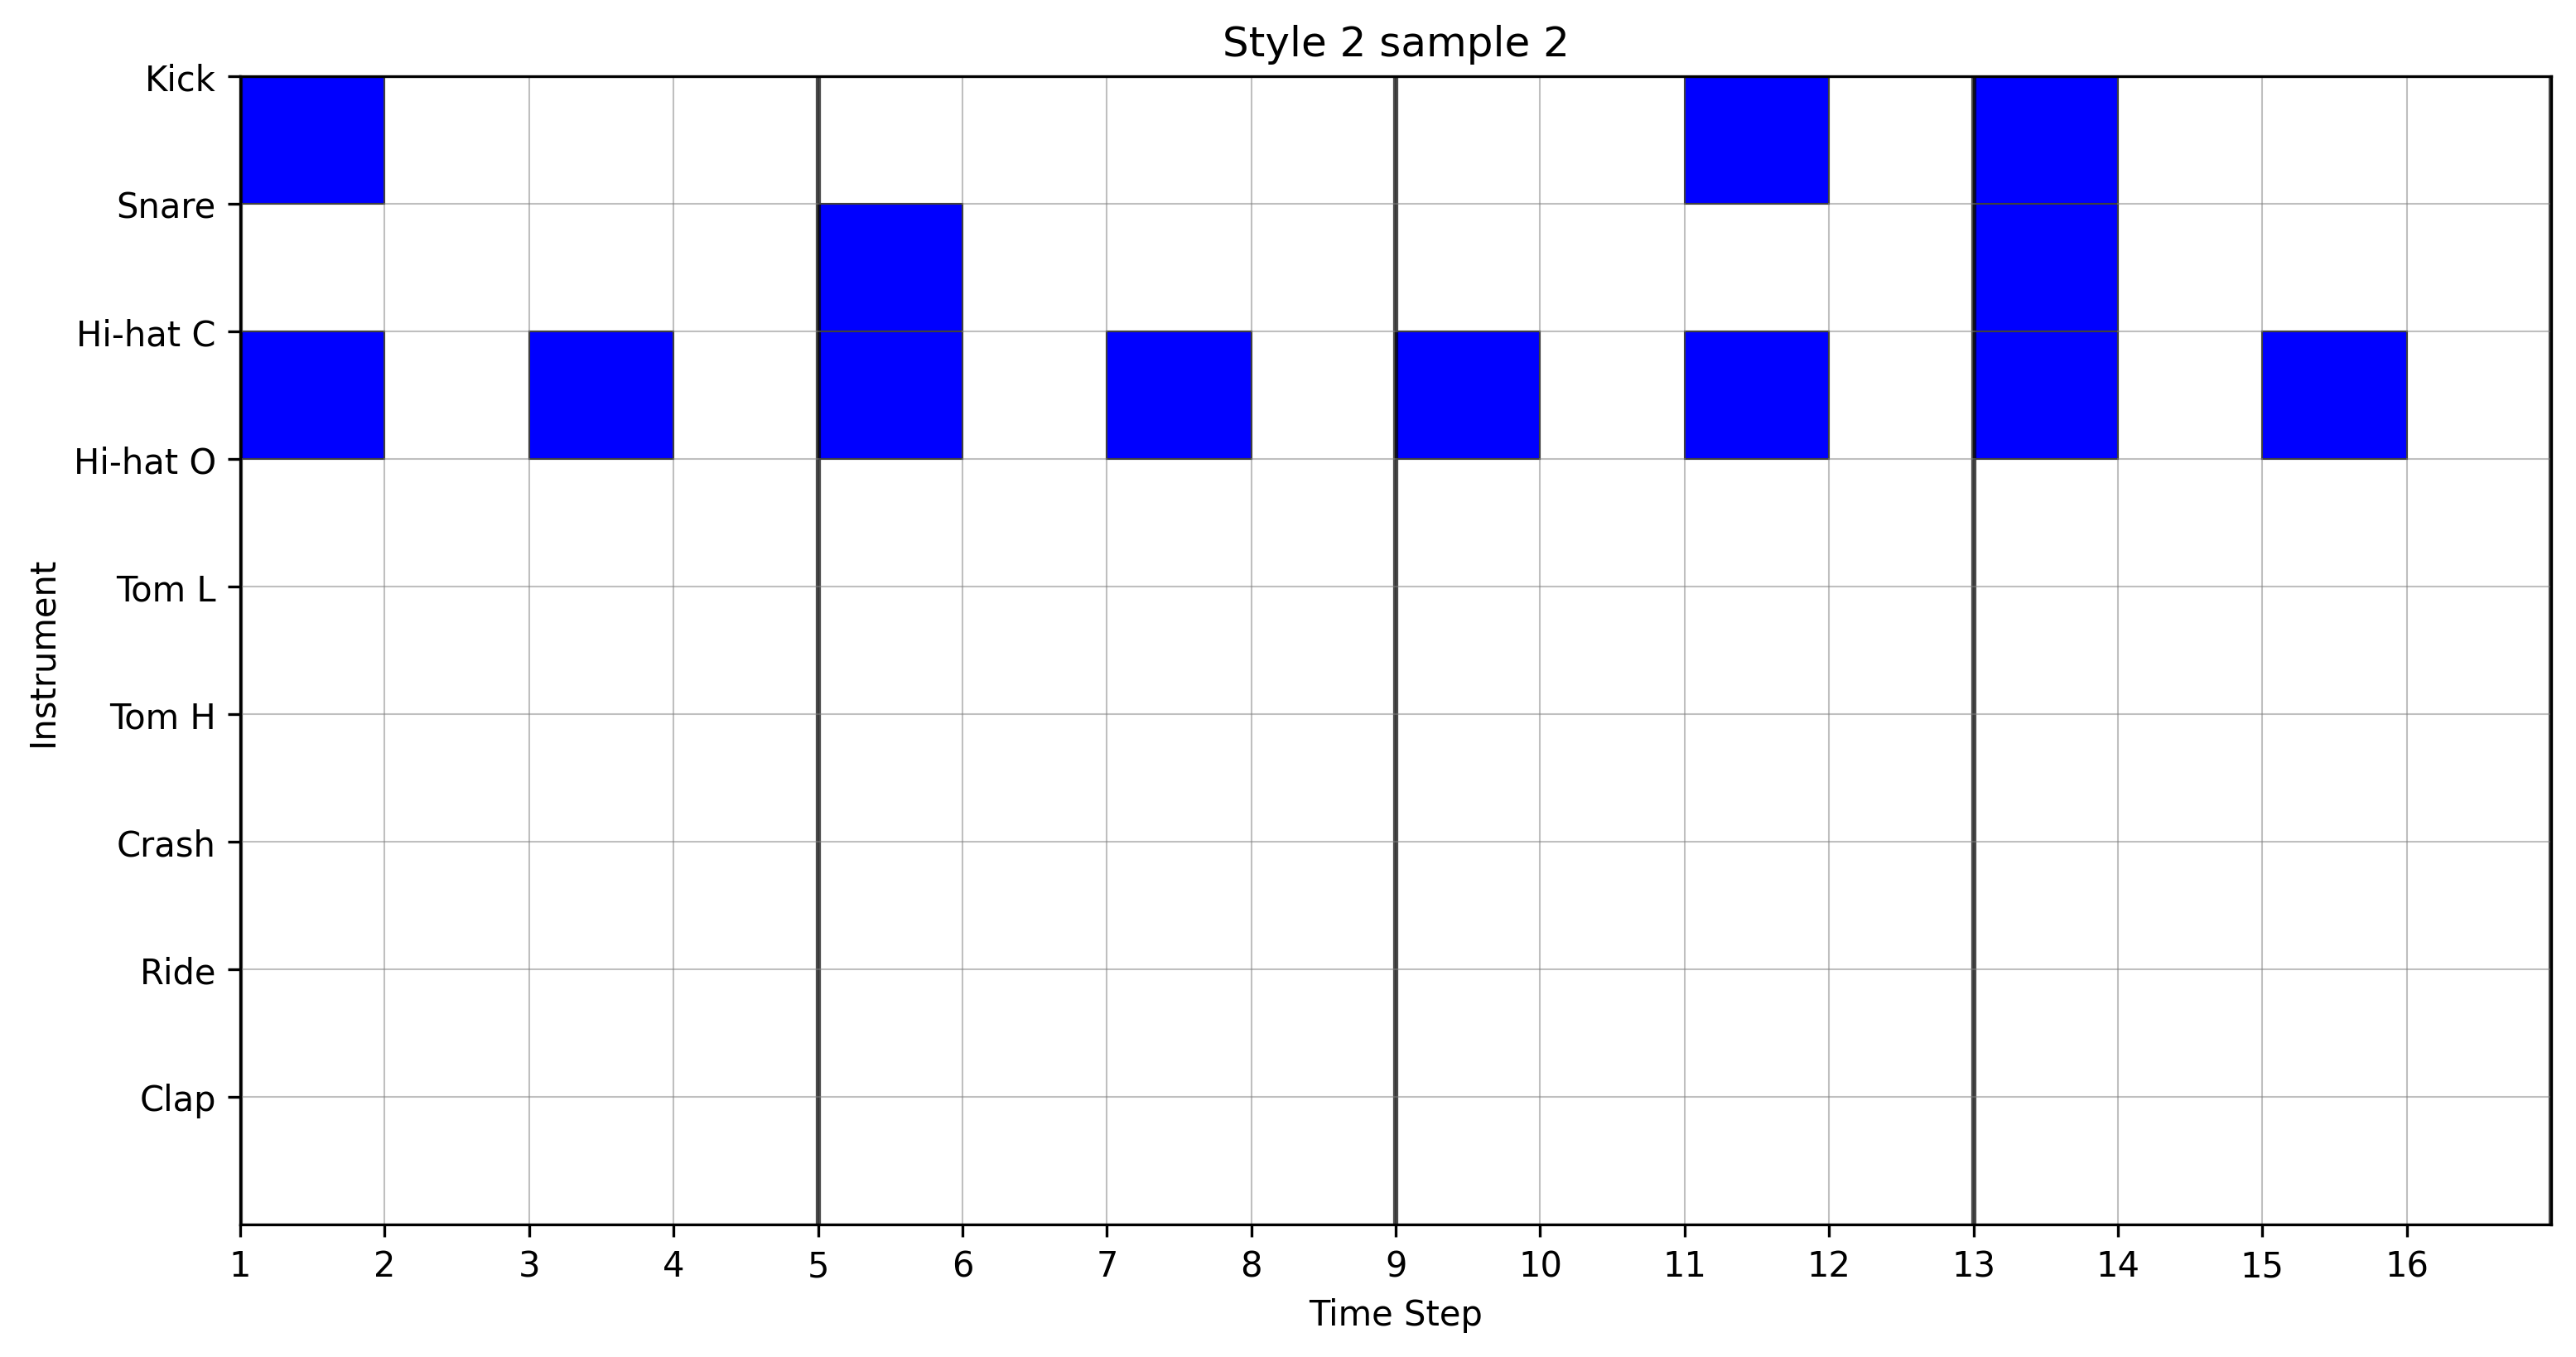 Style 2 sample 2
Kick
Snare
Hi-hat C
Hi-hat O
Tom L
Tom H
Crash
Ride
Clap
Instrument
1 2 3 4 5 6 7 8 9 10 11 12 13 14 15 16
Time Step